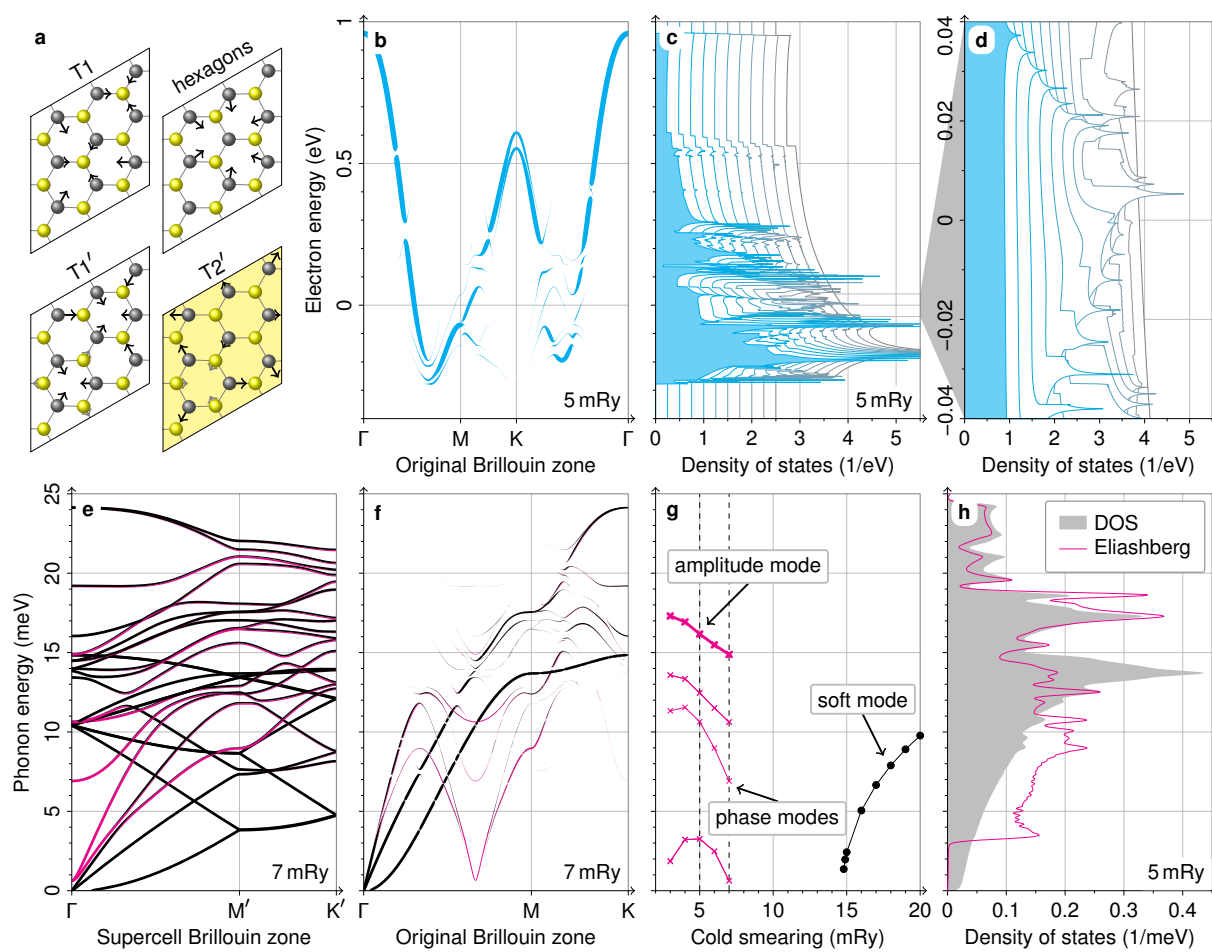 a
T1
hexagons
T1′
T2′
b
Electron energy (eV)
1
0.5
0
5 mRy
Γ
M
K
Γ
Original Brillouin zone
c
5 mRy
0
1
2
3
4
5
Density of states (1/eV)
d
0.04
0.02
0
−0.02
−0.04
0
1
2
3
4
5
Density of states (1/eV)
e
Phonon energy (meV)
25
20
15
10
5
0
7 mRy
Γ
M′
K′
Supercell Brillouin zone
f
7 mRy
Γ
M
K
Original Brillouin zone
g
amplitude mode
soft mode
phase modes
5
10
15
20
Cold smearing (mRy)
h
DOS
Eliashberg
5 mRy
0
0.1
0.2
0.3
0.4
Density of states (1/meV)